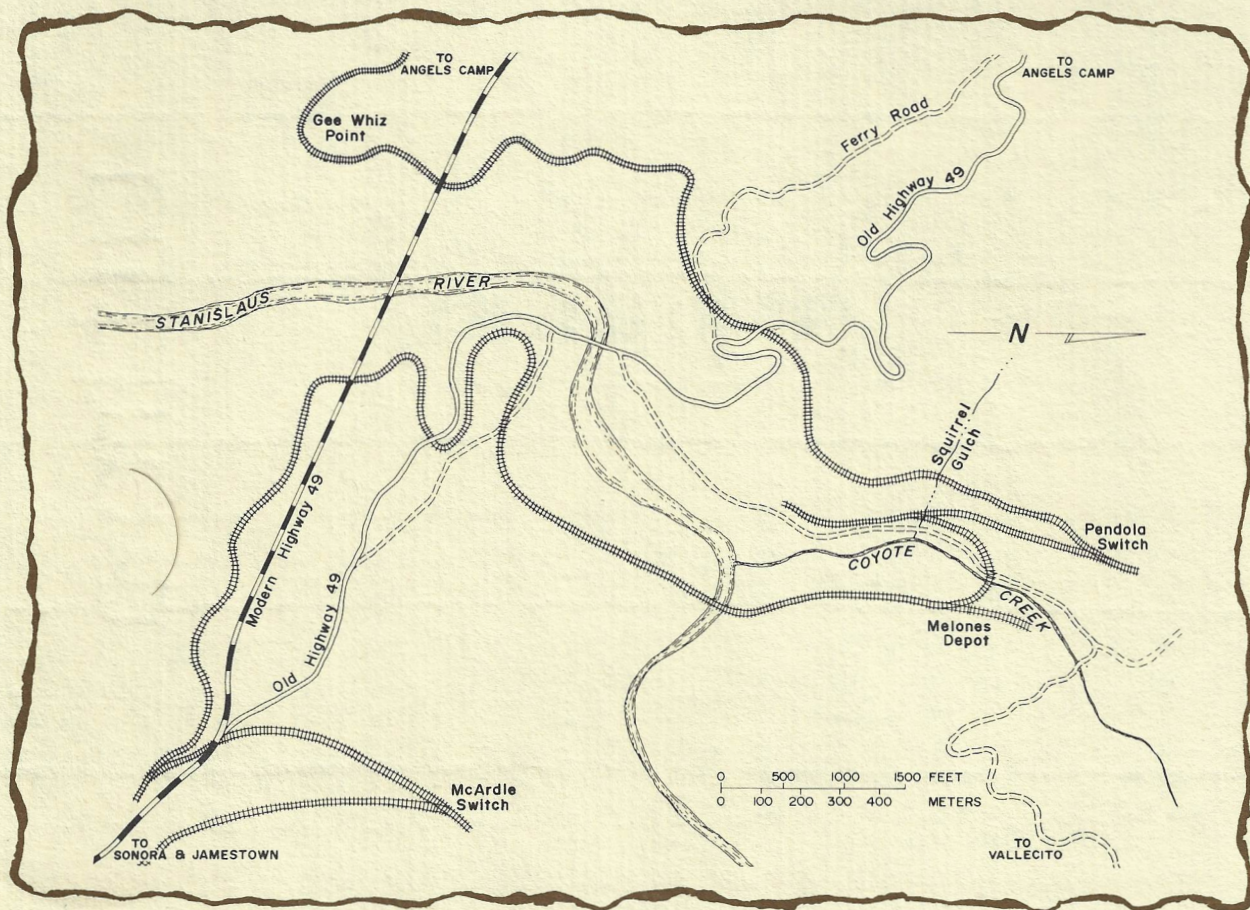 TO
ANGELS CAMP
TO
ANGELS CAMP
Gee Whiz
Point
Ferry Road
Old Highway 49
STANISLAUS RIVER
N
Squirrel
Gulch
Modern Highway 49
Old Highway 49
Pendola
Switch
COYOTE CREEK
Melones
Depot
McArdle
Switch
0 500 1000 1500 FEET
0 100 200 300 400 METERS
TO
SONORA & JAMESTOWN
TO
VALLECITO